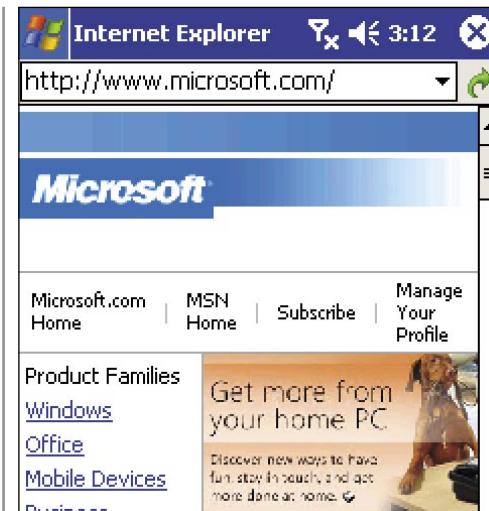 Internet Explorer 3:12
http://www.microsoft.com/
Microsoft
Microsoft.com Home
MSN Home
Subscribe
Manage Your Profile
Product Families
Windows
Office
Mobile Devices
Business
Get more from
your home PC
Discover new ways to have
fun, stay in touch, and get
more done at home.